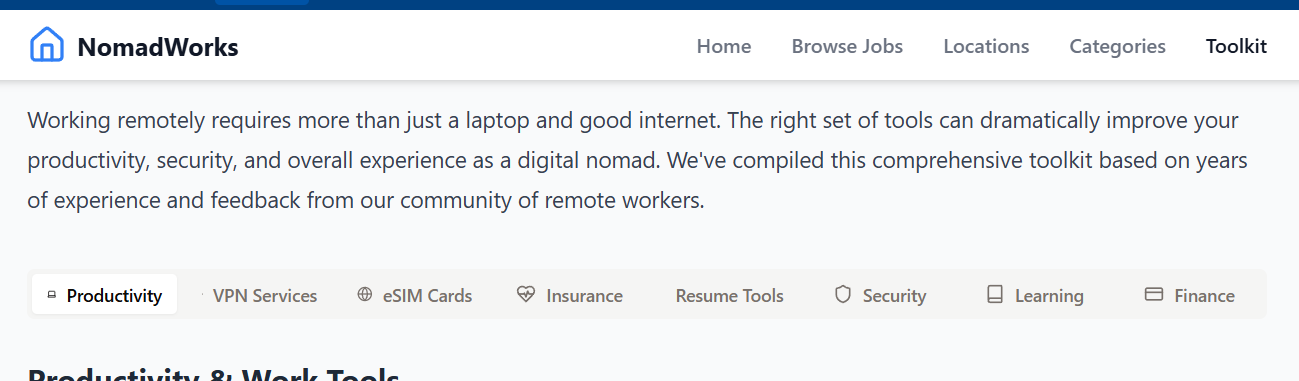 NomadWorks
Home Browse Jobs Locations Categories Toolkit
Working remotely requires more than just a laptop and good internet. The right set of tools can dramatically improve your
productivity, security, and overall experience as a digital nomad. We've compiled this comprehensive toolkit based on years
of experience and feedback from our community of remote workers.
Productivity VPN Services eSIM Cards Insurance Resume Tools Security Learning Finance
Productivity & Work Tools